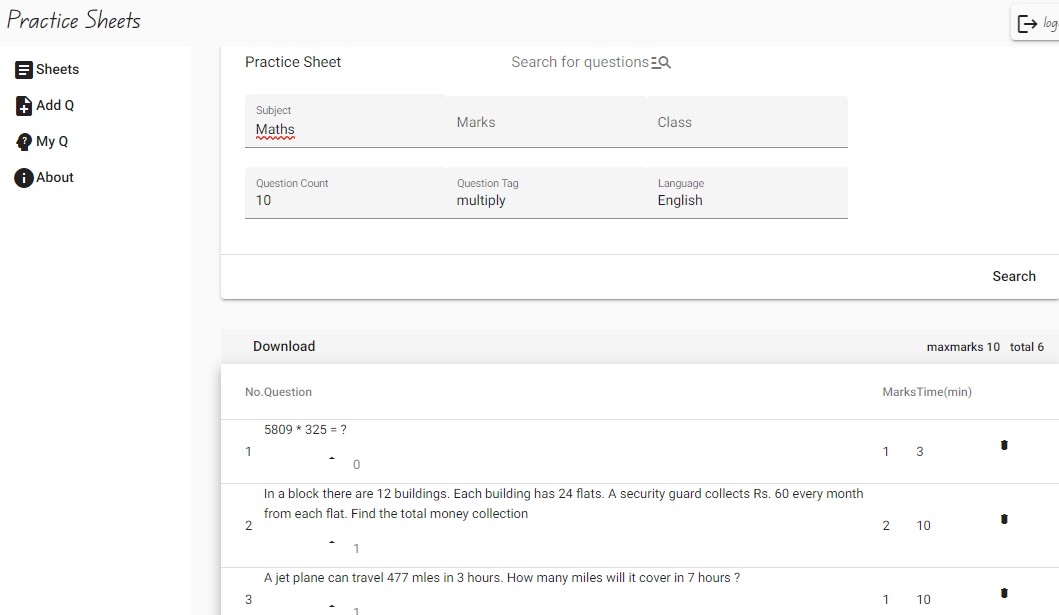 Practice Sheets
Sheets
Add Q
My Q
About
Practice Sheet Search for questions
Subject
Maths Marks Class
Question Count Question Tag Language
10 multiply English
Search
Download maxmarks 10 total 6
No.Question MarksTime(min)
5809 * 325 = ?
1 1 3
0
In a block there are 12 buildings. Each building has 24 flats. A security guard collects Rs. 60 every month
from each flat. Find the total money collection
2 2 10
1
A jet plane can travel 477 mles in 3 hours. How many miles will it cover in 7 hours ?
3 1 10
1